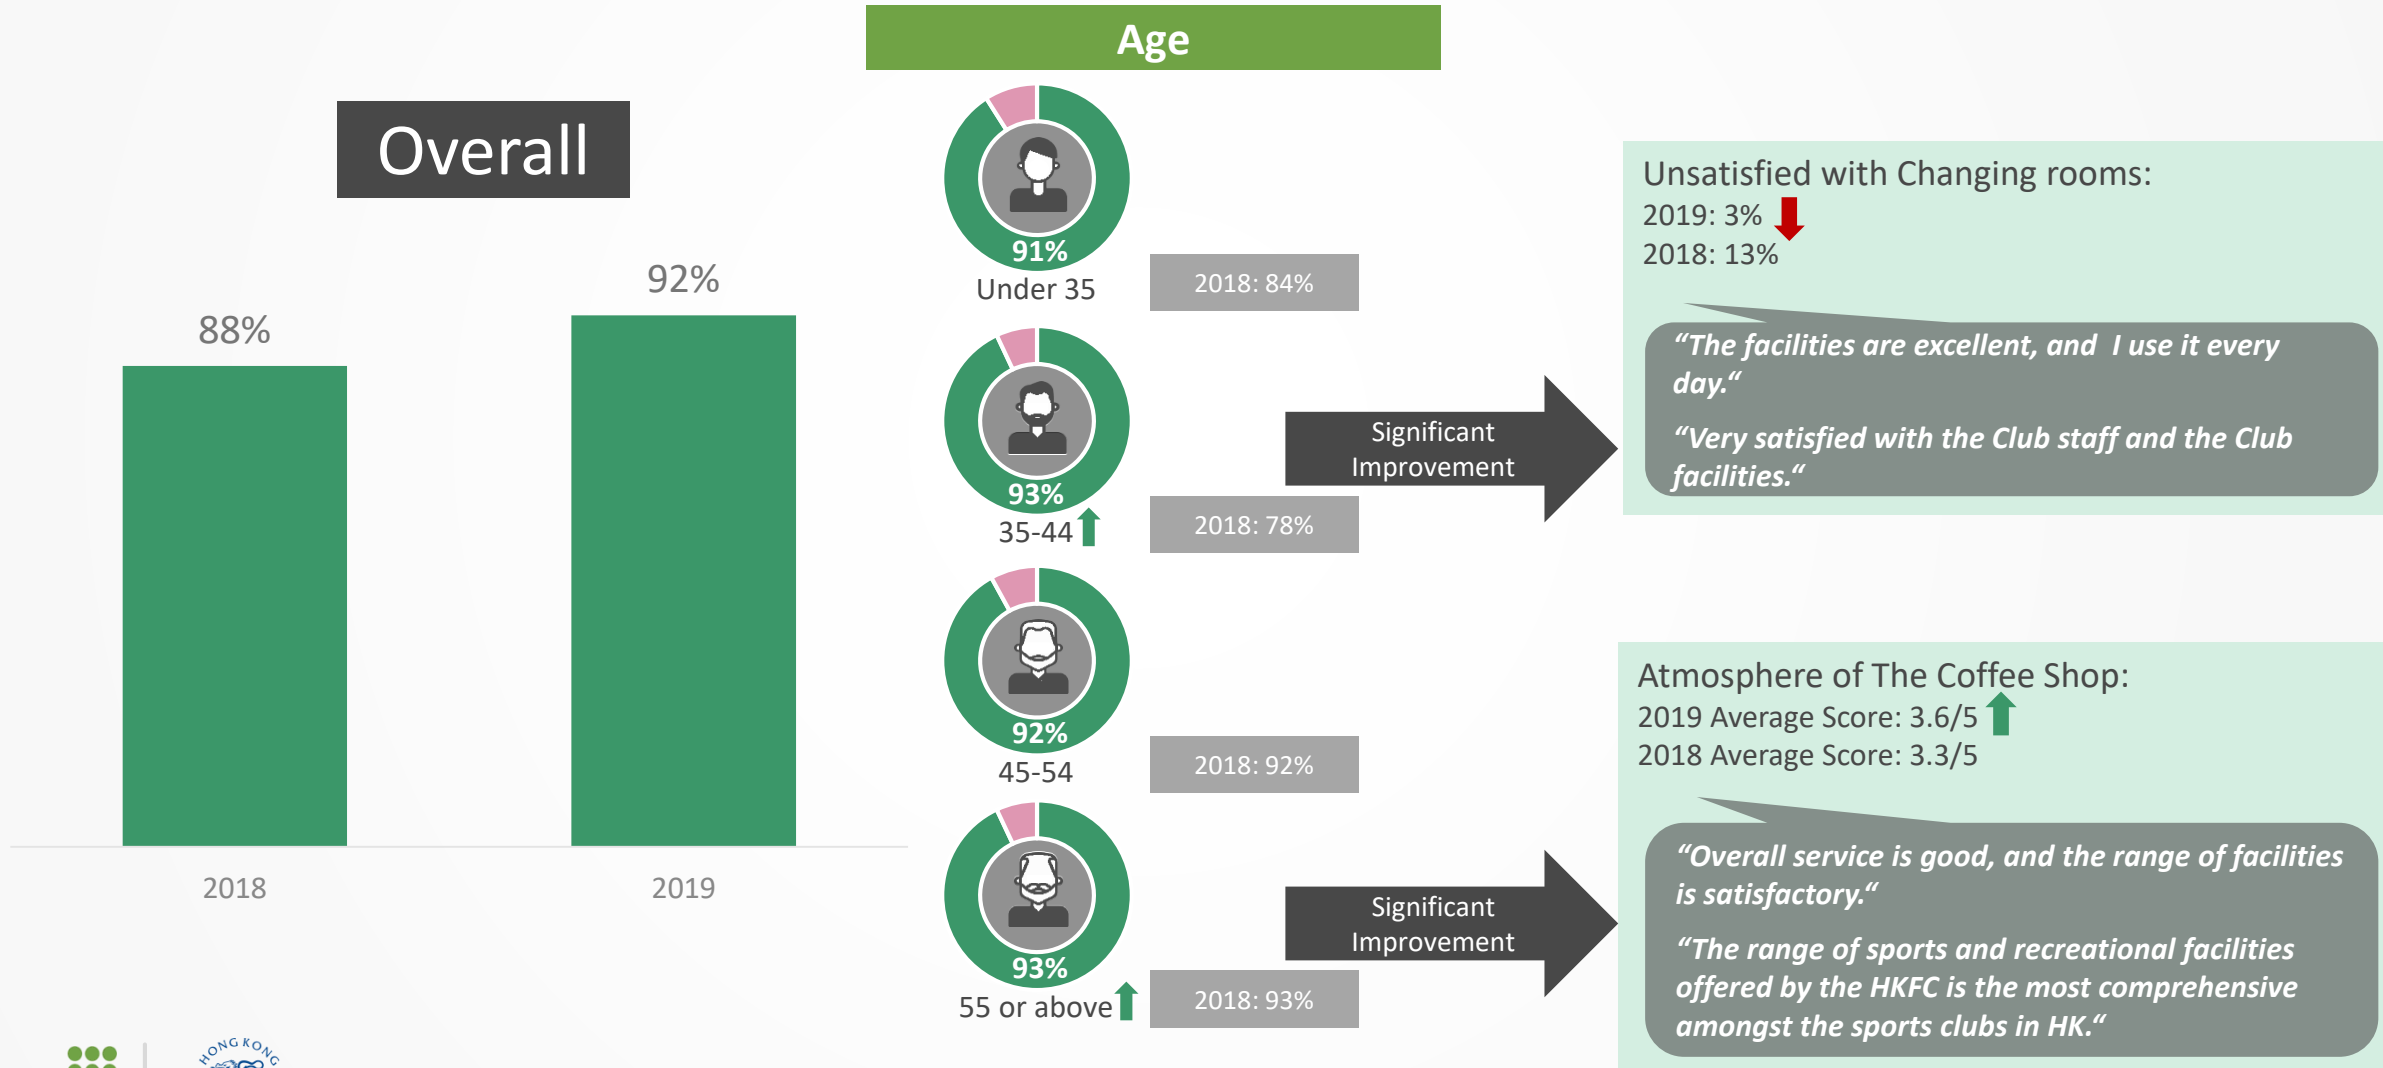 Age
Overall
88%
92%
2018
2019
91%
Under 35
2018: 84%
93%
35-44
2018: 78%
92%
45-54
2018: 92%
93%
55 or above
2018: 93%
Significant
Improvement
Unsatisfied with Changing rooms:
2019: 3%
2018: 13%
“The facilities are excellent, and  I use it every
day.“
“Very satisfied with the Club staff and the Club
facilities.“
Significant
Improvement
Atmosphere of The Coffee Shop:
2019 Average Score: 3.6/5
2018 Average Score: 3.3/5
“Overall service is good, and the range of facilities
is satisfactory.“
“The range of sports and recreational facilities
offered by the HKFC is the most comprehensive
amongst the sports clubs in HK.“
HONG KONG